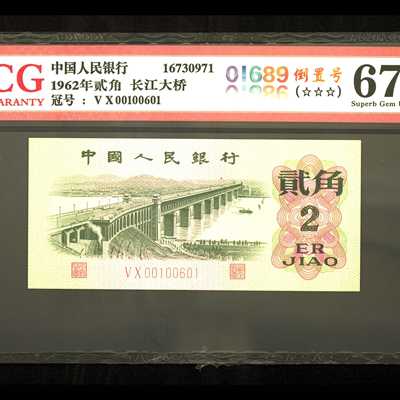 CG
ARANTY
中国人民银行 16730971
1962年贰角 长江大桥
冠号 : V X 00100601
01689 倒置号
(☆☆☆)
67
Superb Gem
中國人民銀行
貳角
2
ER
JIAO
V X 00100601